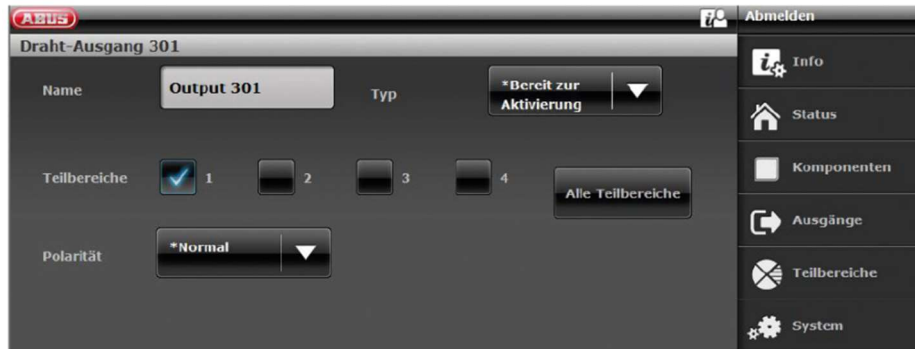 ABUS
Abmelden
Draht-Ausgang 301
Name
Output 301
Typ
*Bereit zur
Aktivierung
Teilbereiche
1
2
3
4
Alle Teilbereiche
Polarität
*Normal
Info
Status
Komponenten
Ausgänge
Teilbereiche
System